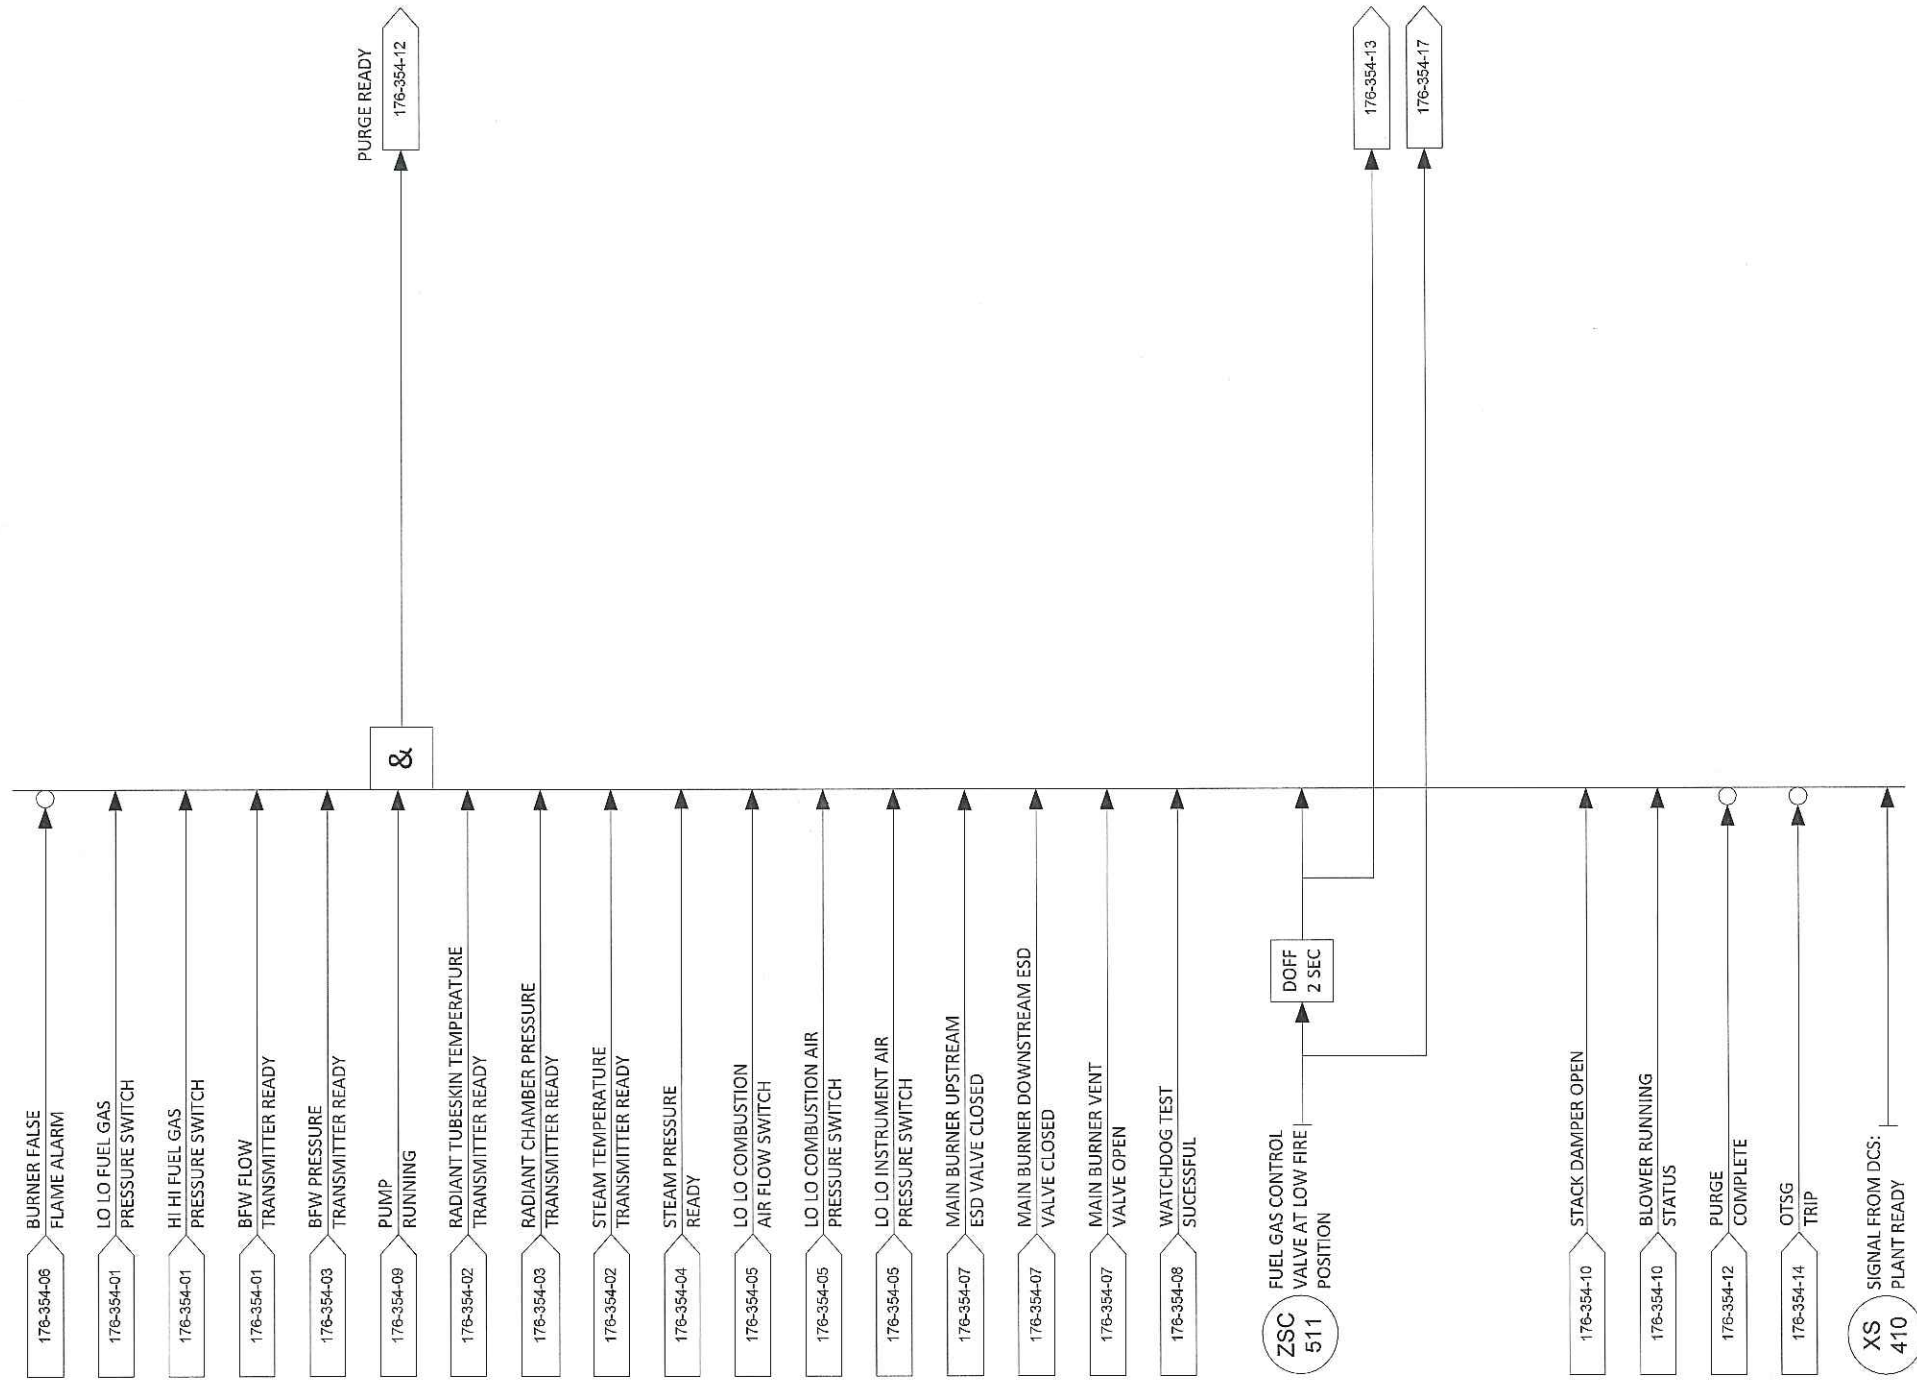 PURGE READY
176-354-12
176-354-13
176-354-17
&
176-354-06
BURNER FALSE
FLAME ALARM
176-354-01
LO LO FUEL GAS
PRESSURE SWITCH
176-354-01
HI HI FUEL GAS
PRESSURE SWITCH
176-354-01
BFW FLOW
TRANSMITTER READY
176-354-03
BFW PRESSURE
TRANSMITTER READY
176-354-09
PUMP
RUNNING
176-354-02
RADIANT TUBESKIN TEMPERATURE
TRANSMITTER READY
176-354-03
RADIANT CHAMBER PRESSURE
TRANSMITTER READY
176-354-02
STEAM TEMPERATURE
TRANSMITTER READY
176-354-04
STEAM PRESSURE
READY
176-354-05
LO LO COMBUSTION
AIR FLOW SWITCH
176-354-05
LO LO COMBUSTION AIR
PRESSURE SWITCH
176-354-05
LO LO INSTRUMENT AIR
PRESSURE SWITCH
176-354-07
MAIN BURNER UPSTREAM
ESD VALVE CLOSED
176-354-07
MAIN BURNER DOWNSTREAM ESD
VALVE CLOSED
176-354-07
MAIN BURNER VENT
VALVE OPEN
176-354-08
WATCHDOG TEST
SUCESSFUL
ZSC
511
FUEL GAS CONTROL
VALVE AT LOW FIRE
POSITION
DOFF
2 SEC
176-354-10
STACK DAMPER OPEN
176-354-10
BLOWER RUNNING
STATUS
176-354-12
PURGE
COMPLETE
176-354-14
OTSG
TRIP
XS
410
SIGNAL FROM DCS:
PLANT READY